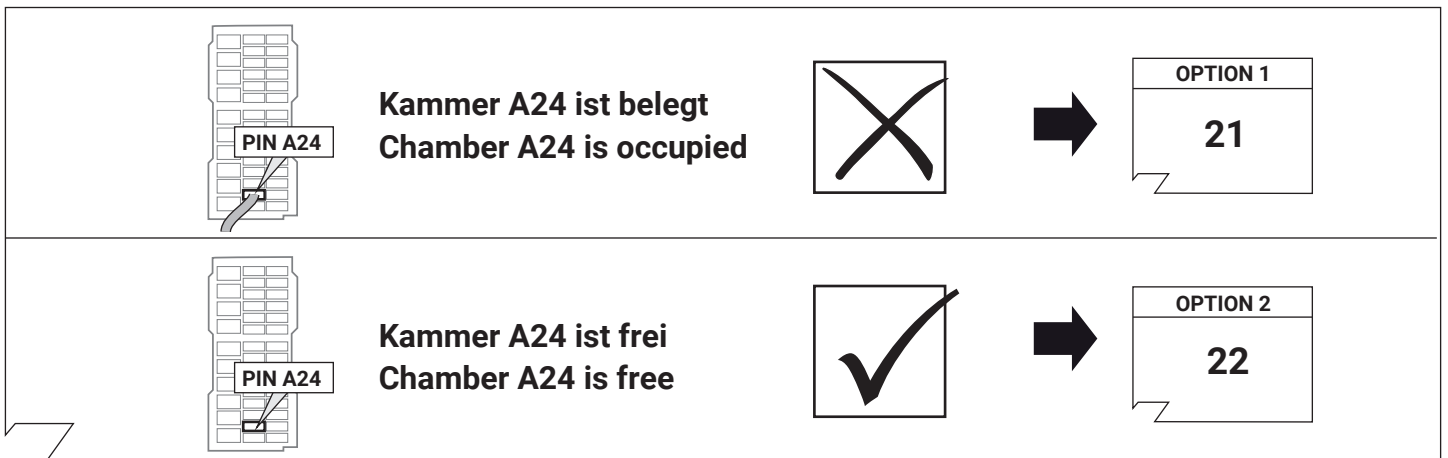 PIN A24
Kammer A24 ist belegt
Chamber A24 is occupied
OPTION 1
21
PIN A24
Kammer A24 ist frei
Chamber A24 is free
OPTION 2
22